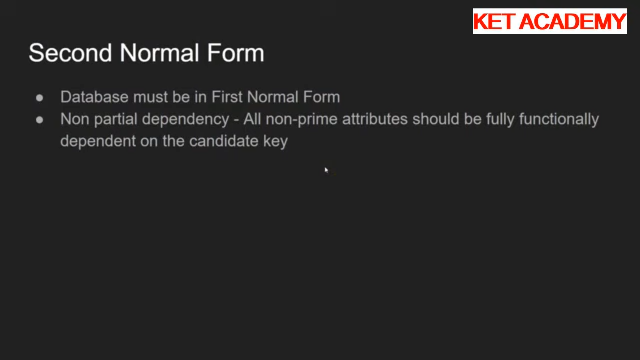 KET ACADEMY
Second Normal Form
● Database must be in First Normal Form
● Non partial dependency - All non-prime attributes should be fully functionally
dependent on the candidate key